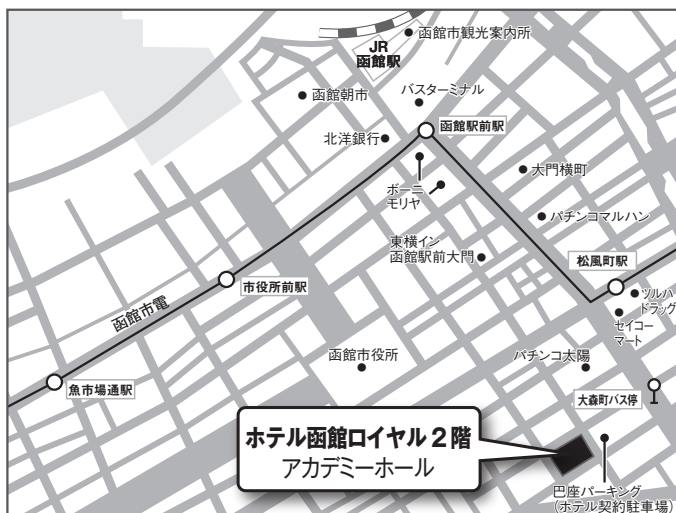 函館市観光案内所
JR
函館駅
函館朝市
バスターミナル
北洋銀行
函館駅前駅
大門横町
ボーニ
モリヤ
パチンコマルハン
東横イン
函館駅前大門
松風町駅
市役所前駅
ツルハ
ドラッグ
函館市電
セイコー
マート
函館市役所
パチンコ太陽
魚市場通駅
大森町バス停
ホテル函館ロイヤル2階
アカデミーホール
巴座パーキング
(ホテル契約駐車場)